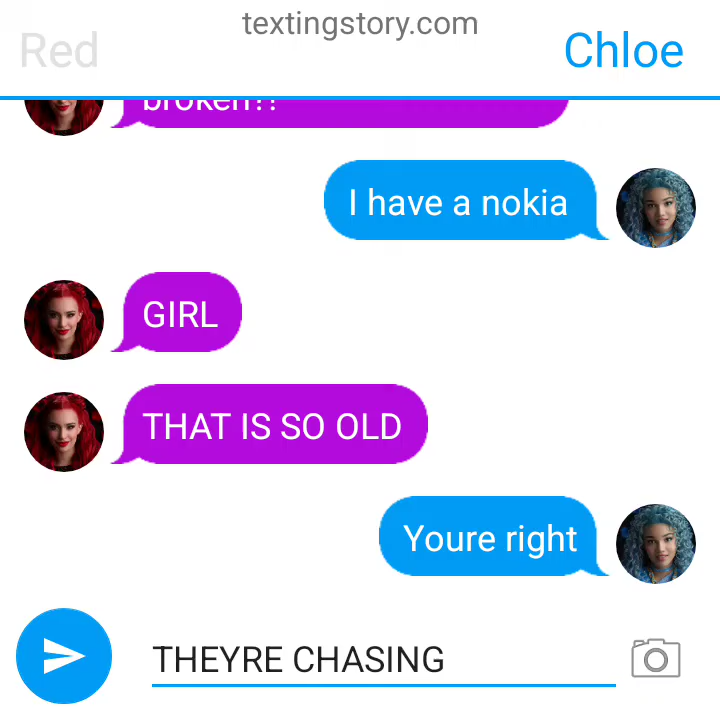 textingstory.com
Red
Chloe
broken??
I have a nokia
GIRL
THAT IS SO OLD
Youre right
THEYRE CHASING